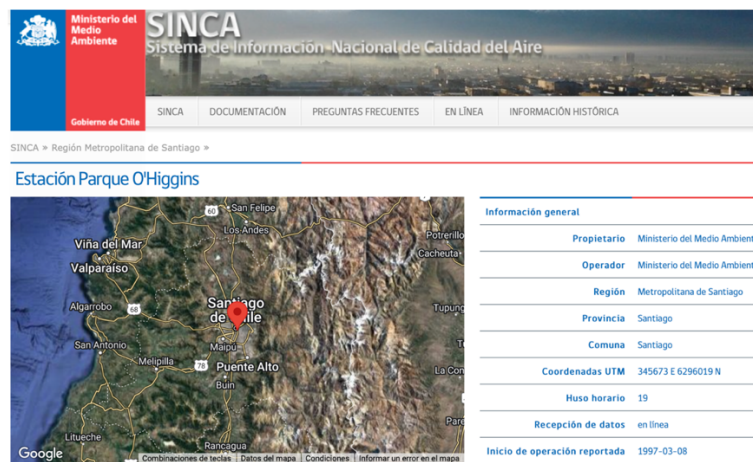 Ministerio del
Medio
Ambiente
Gobierno de Chile
SINCA
Sistema de Información Nacional de Calidad del Aire
SINCA
DOCUMENTACIÓN
PREGUNTAS FRECUENTES
EN LÍNEA
INFORMACIÓN HISTÓRICA
SINCA » Región Metropolitana de Santiago »
Estación Parque O'Higgins
60
San Felipe
Los Andes
Potrerillo
Viña del Mar
Cacheuta
Valparaíso
Algarrobo
68
Santiago
de Chile
Tupung
San Antonio
Maipú
Melipilla
78
Puente Alto
La Con
Buin
Litueche
Rancagua
Google
Combinaciones de teclas
Datos del mapa
Condiciones
Informar un error en el mapa
Información general
Propietario Ministerio del Medio Ambient
Operador Ministerio del Medio Ambient
Región Metropolitana de Santiago
Provincia Santiago
Comuna Santiago
Coordenadas UTM 345673 E 6296019 N
Huso horario 19
Recepción de datos en línea
Inicio de operación reportada 1997-03-08